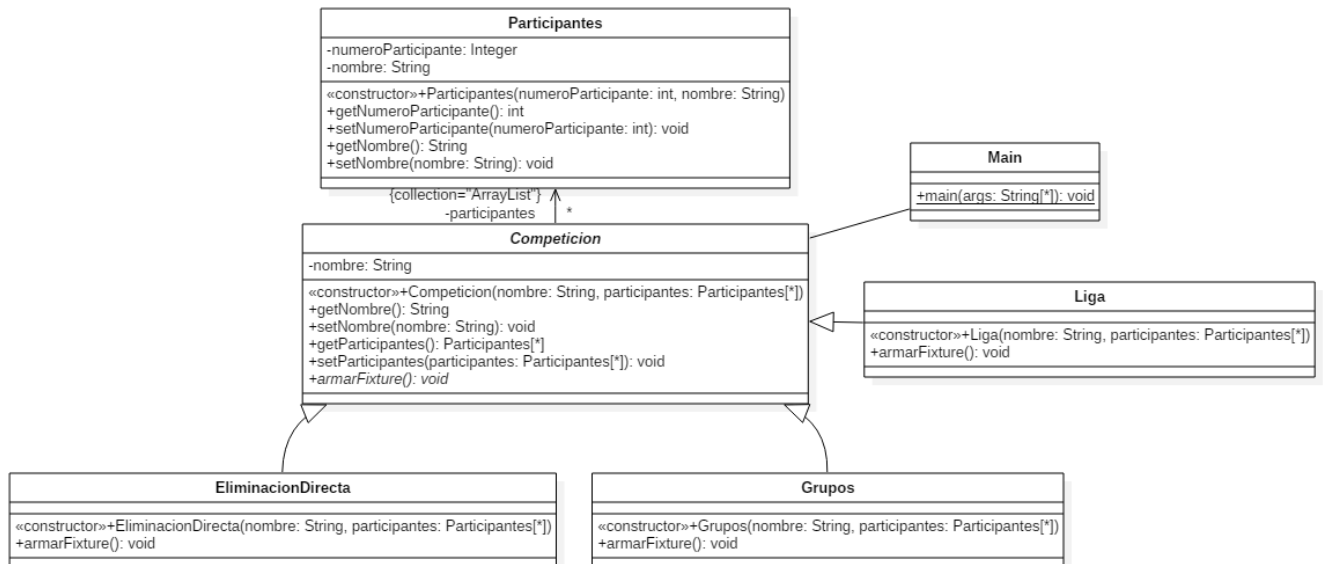 Participantes
-numeroParticipante: Integer
-nombre: String
«constructor»+Participantes(numeroParticipante: int, nombre: String)
+getNumeroParticipante(): int
+setNumeroParticipante(numeroParticipante: int): void
+getNombre(): String
+setNombre(nombre: String): void
{collection="ArrayList"}
-participantes
*
Main
+main(args: String[*]): void
Competicion
-nombre: String
«constructor»+Competicion(nombre: String, participantes: Participantes[*])
+getNombre(): String
+setNombre(nombre: String): void
+getParticipantes(): Participantes[*]
+setParticipantes(participantes: Participantes[*]): void
+armarFixture(): void
Liga
«constructor»+Liga(nombre: String, participantes: Participantes[*])
+armarFixture(): void
EliminacionDirecta
«constructor»+EliminacionDirecta(nombre: String, participantes: Participantes[*])
+armarFixture(): void
Grupos
«constructor»+Grupos(nombre: String, participantes: Participantes[*])
+armarFixture(): void